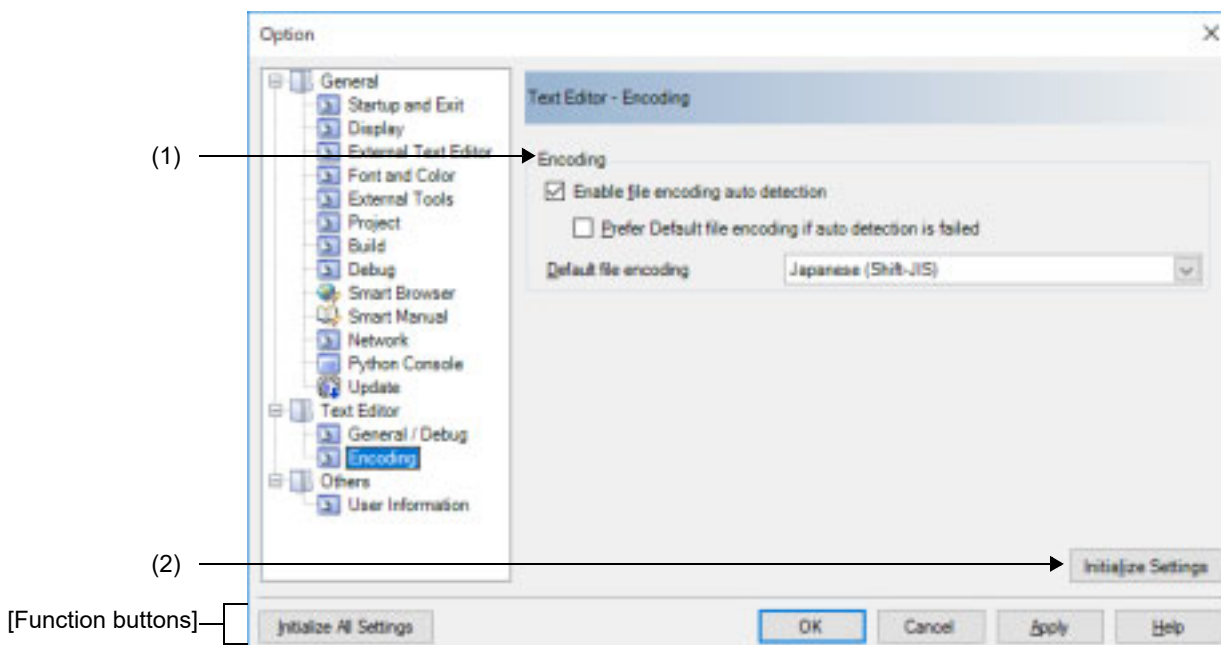 Option
General
Startup and Exit
Display
External Text Editor
Font and Color
External Tools
Project
Build
Debug
Smart Browser
Smart Manual
Network
Python Console
Update
Text Editor
General / Debug
Encoding
Others
User Information
Text Editor - Encoding
(1)
Encoding
Enable file encoding auto detection
Prefer Default file encoding if auto detection is failed
Default file encoding Japanese (Shift-JIS)
(2)
Initialize Settings
[Function buttons]
Initialize All Settings OK Cancel Apply Help